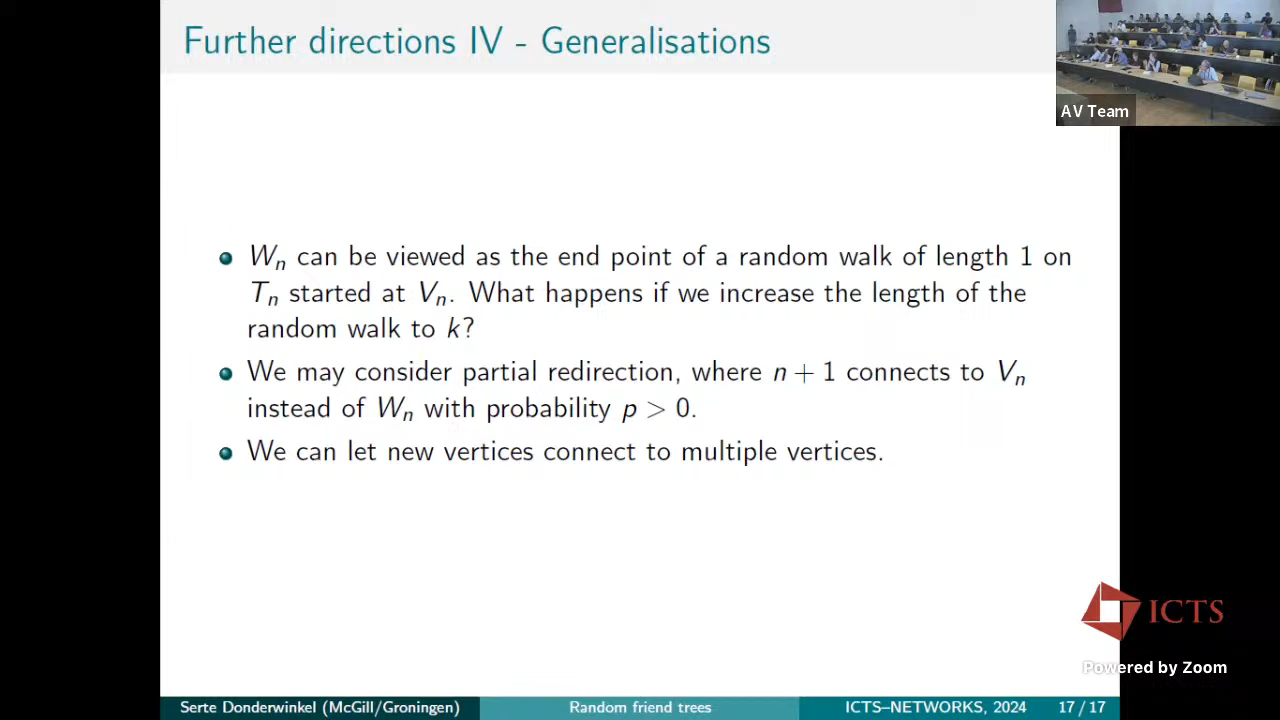 Further directions IV - Generalisations
AV Team
Wn can be viewed as the end point of a random walk of length 1 on
Tn started at Vn. What happens if we increase the length of the
random walk to k?
We may consider partial redirection, where n + 1 connects to Vn
instead of Wn with probability p > 0.
We can let new vertices connect to multiple vertices.
ICTS
Powered by Zoom
Serte Donderwinkel (McGill/Groningen) Random friend trees ICTS–NETWORKS, 2024 17 / 17